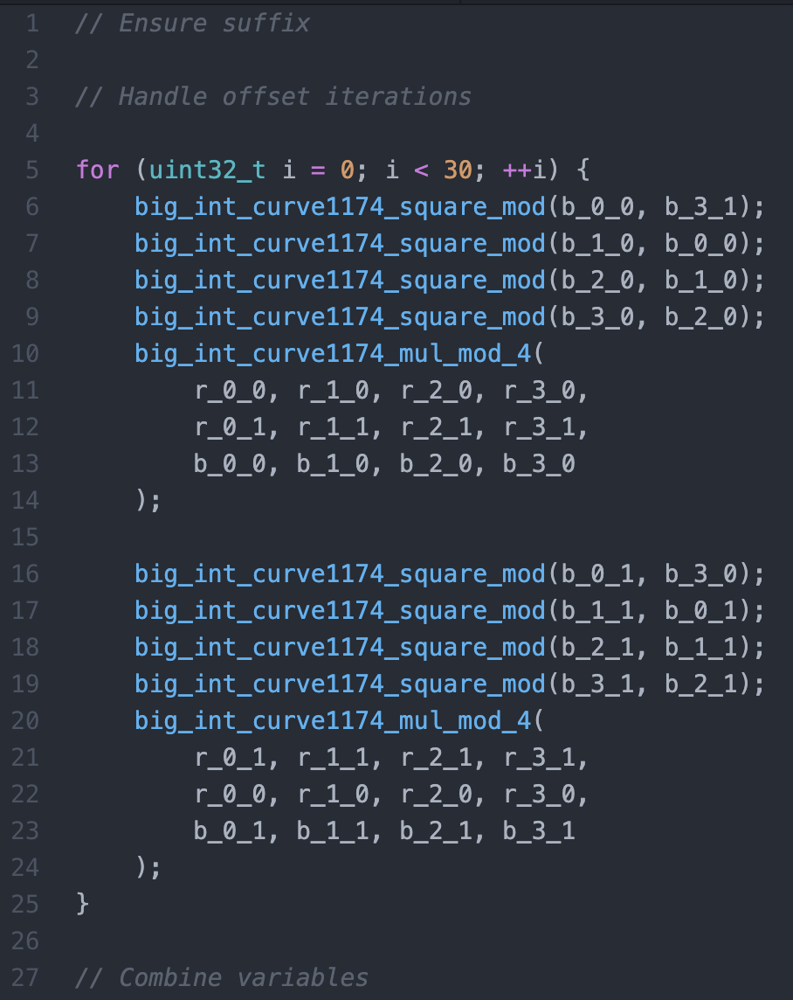 1 // Ensure suffix
2
3 // Handle offset iterations
4
5 for (uint32_t i = 0; i < 30; ++i) {
6     big_int_curve1174_square_mod(b_0_0, b_3_1);
7     big_int_curve1174_square_mod(b_1_0, b_0_0);
8     big_int_curve1174_square_mod(b_2_0, b_1_0);
9     big_int_curve1174_square_mod(b_3_0, b_2_0);
10     big_int_curve1174_mul_mod_4(
11         r_0_0, r_1_0, r_2_0, r_3_0,
12         r_0_1, r_1_1, r_2_1, r_3_1,
13         b_0_0, b_1_0, b_2_0, b_3_0
14     );
15
16     big_int_curve1174_square_mod(b_0_1, b_3_0);
17     big_int_curve1174_square_mod(b_1_1, b_0_1);
18     big_int_curve1174_square_mod(b_2_1, b_1_1);
19     big_int_curve1174_square_mod(b_3_1, b_2_1);
20     big_int_curve1174_mul_mod_4(
21         r_0_1, r_1_1, r_2_1, r_3_1,
22         r_0_0, r_1_0, r_2_0, r_3_0,
23         b_0_1, b_1_1, b_2_1, b_3_1
24     );
25 }
26
27 // Combine variables